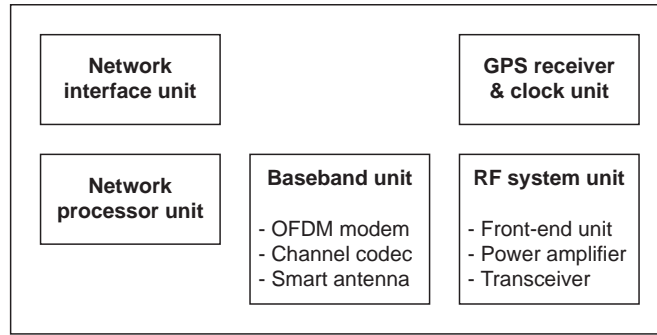 Network
interface unit
GPS receiver
& clock unit
Network
processor unit
Baseband unit
- OFDM modem
- Channel codec
- Smart antenna
RF system unit
- Front-end unit
- Power amplifier
- Transceiver